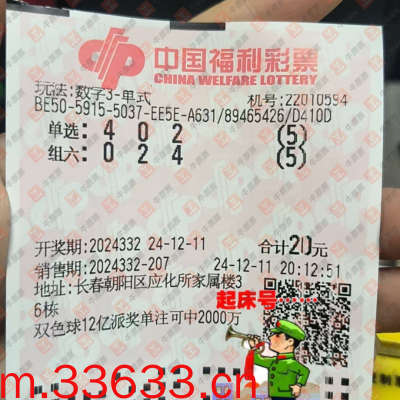 中国福利彩票
CHINA WELFARE LOTTERY
玩法:数字3-单式 机号:22010594
BE50-5915-5037-EE5E-A631/89465426/D410D
单选: 4 0 2 (5)
组六: 0 2 4 (5)
开奖期:2024332 24-12-11 合计20元
销售期:2024332-207 24-12-11 20:12:51
地址:长春朝阳区应化所家属楼3
6栋
起床号······
双色球12亿派奖单注可中2000万
m.33633.cn